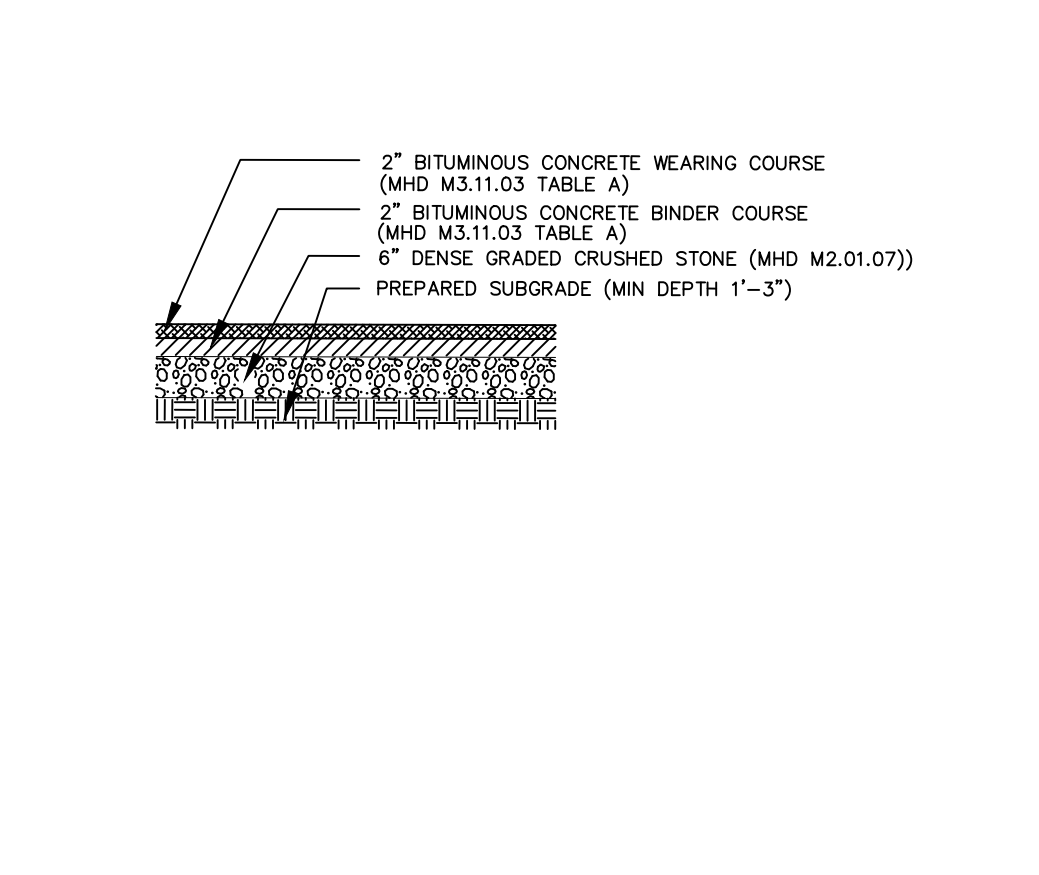 2" BITUMINOUS CONCRETE WEARING COURSE
(MHD M3.11.03 TABLE A)
2" BITUMINOUS CONCRETE BINDER COURSE
(MHD M3.11.03 TABLE A)
6" DENSE GRADED CRUSHED STONE (MHD M2.01.07))
PREPARED SUBGRADE (MIN DEPTH 1'-3")